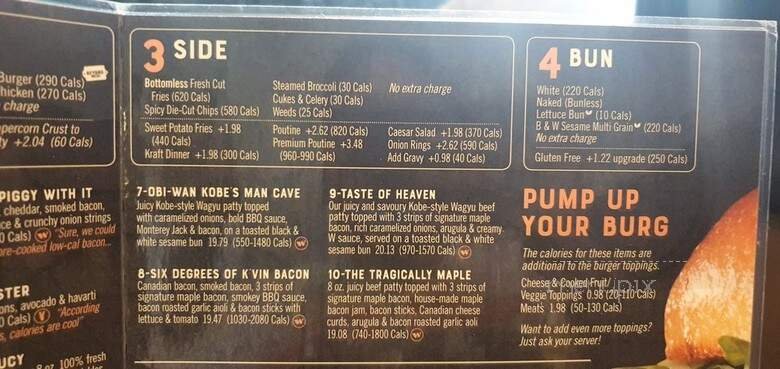 Burger (290 Cals)
hicken (270 Cals)
charge
percorn Crust to
+2.04 (60 Cals)
PIGGY WITH IT
cheddar, smoked bacon,
& crunchy onion strings
Cals) "Sure, we could
re-cooked low-cal bacon...
STER
ons, avocado & havarti
Cals) "According
s, calories are cool"
UCY
8 oz. 100% fresh
3 SIDE
Bottomless Fresh Cut
Fries (620 Cals)
Spicy Die-Cut Chips (580 Cals)
Steamed Broccoli (30 Cals)
Cukes & Celery (30 Cals)
Weeds (25 Cals)
No extra charge
Sweet Potato Fries +1.98
(440 Cals)
Kraft Dinner +1.98 (300 Cals)
Poutine +2.62 (820 Cals)
Premium Poutine +3.48
(960-990 Cals)
Caesar Salad +1.98 (370 Cals)
Onion Rings +2.62 (590 Cals)
Add Gravy +0.98 (40 Cals)
4 BUN
White (220 Cals)
Naked (Bunless)
Lettuce Bun (10 Cals)
B & W Sesame Multi Grain (220 Cals)
No extra charge
Gluten Free +1.22 upgrade (250 Cals)
7-OBI-WAN KOBE'S MAN CAVE
Juicy Kobe-style Wagyu patty topped
with caramelized onions, bold BBQ sauce,
Monterey Jack & bacon, on a toasted black &
white sesame bun 19.79 (550-1480 Cals) W
8-SIX DEGREES OF K'VIN BACON
Canadian bacon, smoked bacon, 3 strips of
signature maple bacon, smokey BBQ sauce,
bacon roasted garlic aioli & bacon sticks with
lettuce & tomato 19.47 (1030-2080 Cals) W
9-TASTE OF HEAVEN
Our juicy and savoury Kobe-style Wagyu beef
patty topped with 3 strips of signature maple
bacon, rich caramelized onions, arugula & creamy
W sauce, served on a toasted black & white
sesame bun 20.13 (970-1570 Cals) W
10-THE TRAGICALLY MAPLE
8 oz. juicy beef patty topped with 3 strips of
signature maple bacon, house-made maple
bacon jam, bacon sticks, Canadian cheese
curds, arugula & bacon roasted garlic aoli
19.08 (740-1800 Cals) W
PUMP UP
YOUR BURG
The calories for these items are
additional to the burger toppings.
Cheese & Cooked Fruit/
Veggie Toppings 0.98 (20-110 Cals)
Meats 1.98 (50-130 Cals)
Want to add even more toppings?
Just ask your server!